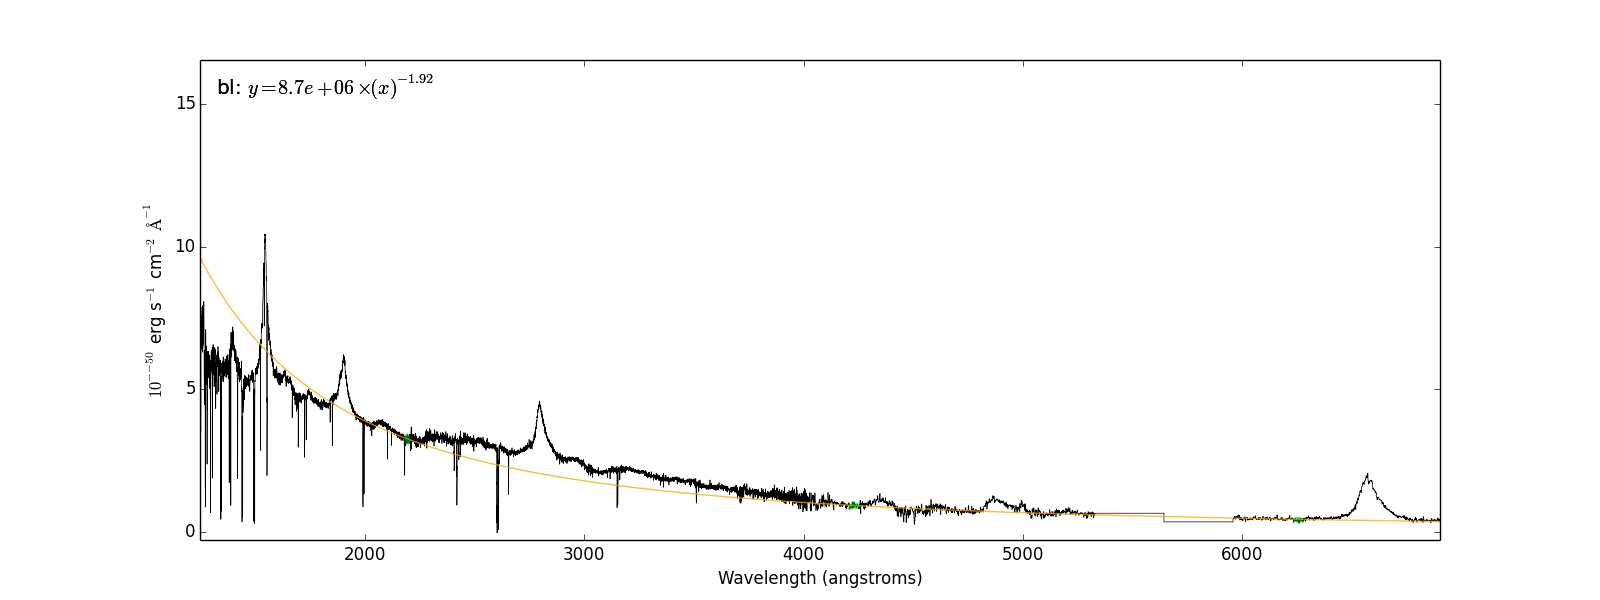 bl: y=8.7e+06×(x)^−1.92
15
10
5
0
10^−−50 erg s^−1 cm^−2 Å^−1
2000 3000 4000 5000 6000
Wavelength (angstroms)